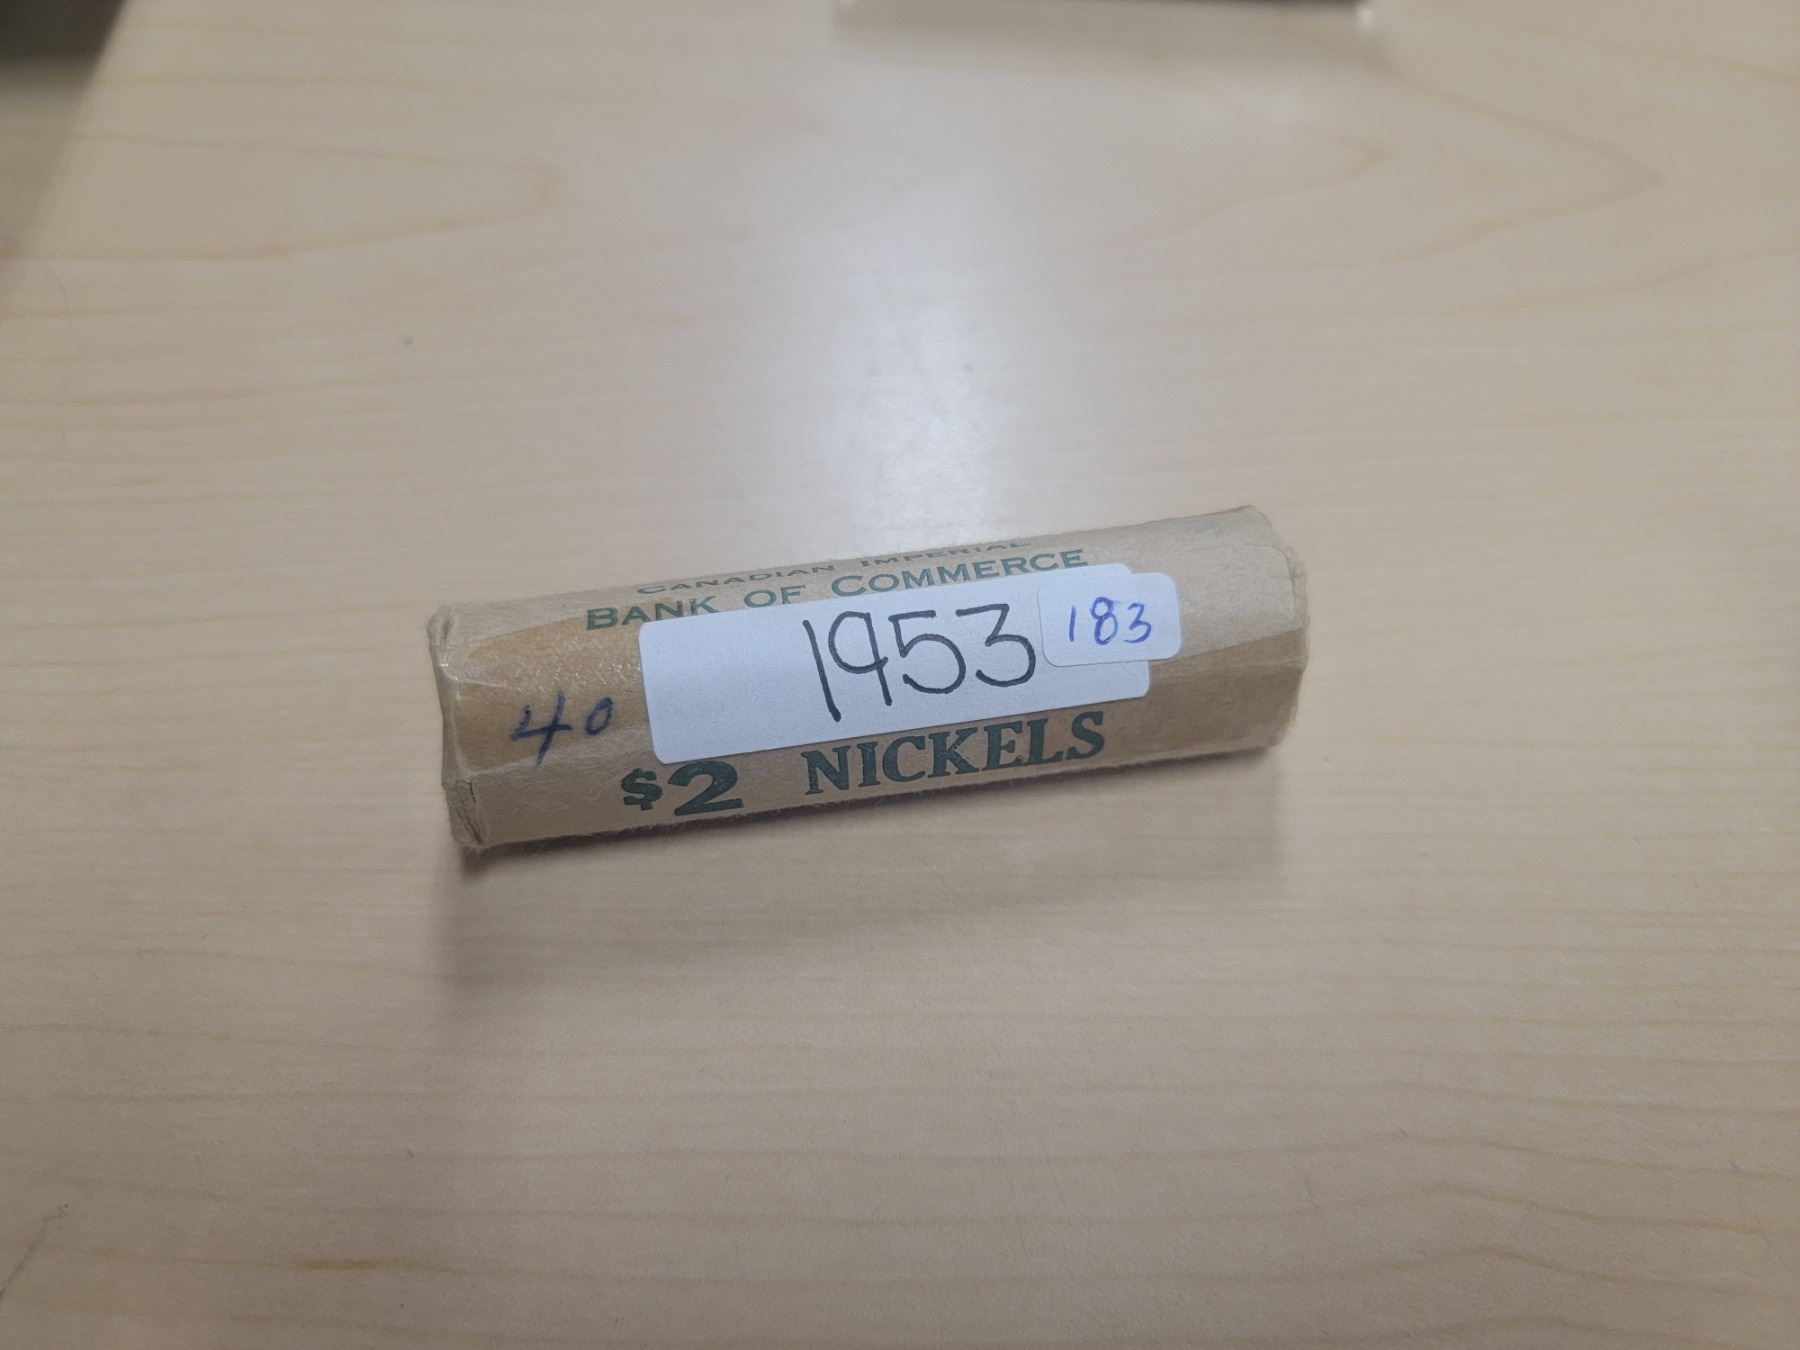 CANADIAN IMPERIAL
BANK OF COMMERCE
1953
183
40
$2 NICKELS